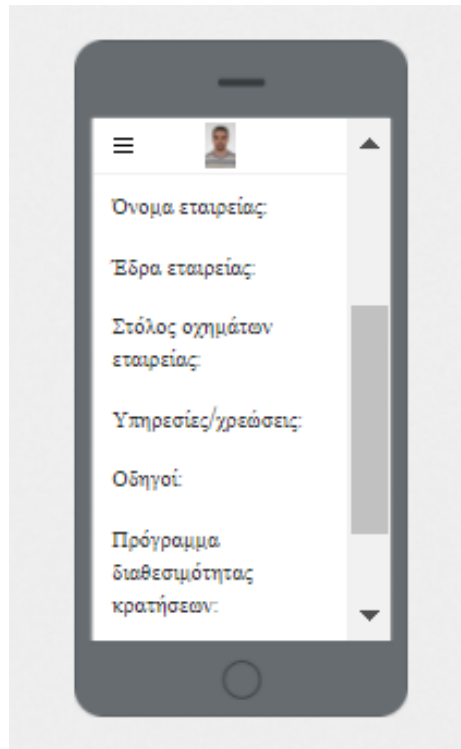 Όνομα εταιρείας:
Έδρα εταιρείας:
Στόλος οχημάτων
εταιρείας:
Υπηρεσίες/χρεώσεις:
Οδηγοί:
Πρόγραμμα
διαθεσιμότητας
κρατήσεων: